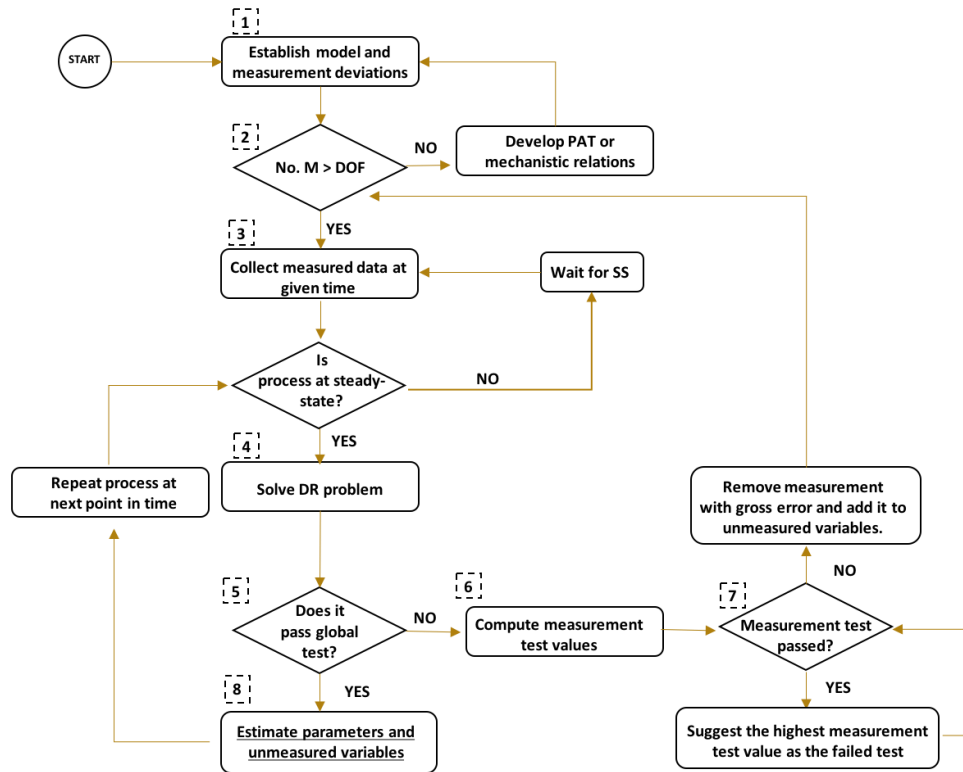 1
START
Establish model and
measurement deviations
2
No. M > DOF
NO
Develop PAT or
mechanistic relations
YES
3
Collect measured data at
given time
Wait for SS
Is
process at steady-
state?
NO
YES
4
Repeat process at
next point in time
Solve DR problem
Remove measurement
with gross error and add it to
unmeasured variables.
5
Does it
pass global
test?
NO
6
Compute measurement
test values
NO
7
Measurement test
passed?
YES
8
Estimate parameters and
unmeasured variables
YES
Suggest the highest measurement
test value as the failed test